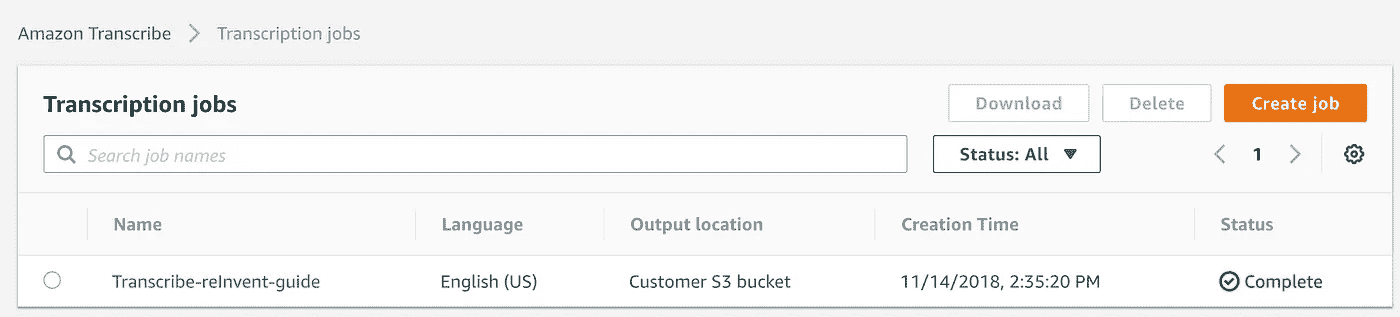 Amazon Transcribe > Transcription jobs
Transcription jobs
Download
Delete
Create job
Search job names
Status: All
1
Name Language Output location Creation Time Status
Transcribe-reInvent-guide English (US) Customer S3 bucket 11/14/2018, 2:35:20 PM Complete